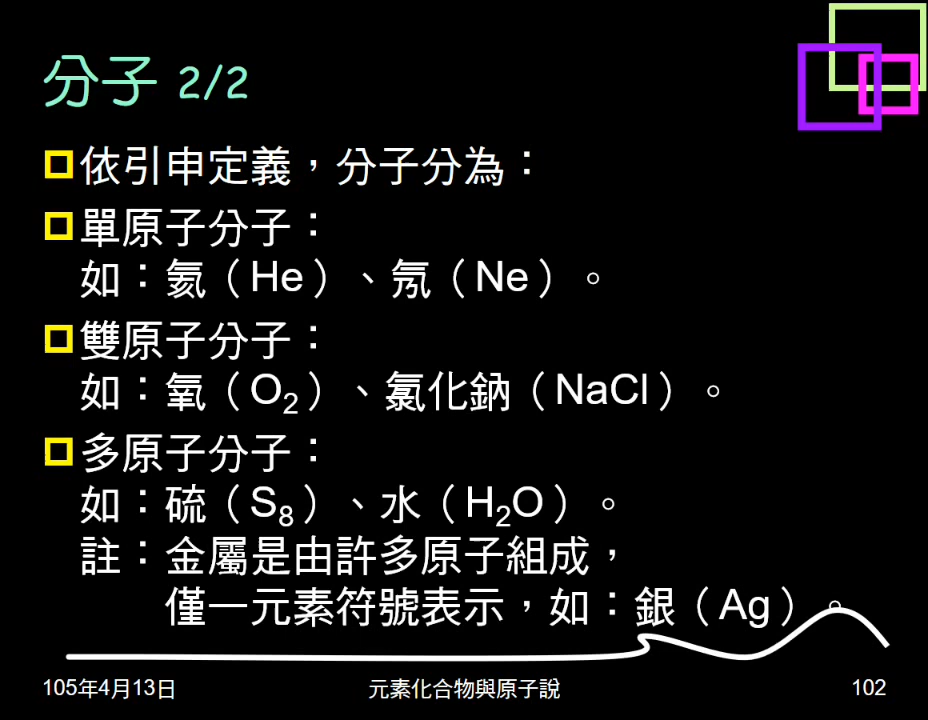 分子 2/2
依引申定義，分子分為：
單原子分子：
如：氦（He）、氖（Ne）。
雙原子分子：
如：氧（O₂）、氯化鈉（NaCl）。
多原子分子：
如：硫（S₈）、水（H₂O）。
註：金屬是由許多原子組成，
僅一元素符號表示，如：銀（Ag）。
105年4月13日
元素化合物與原子說
102